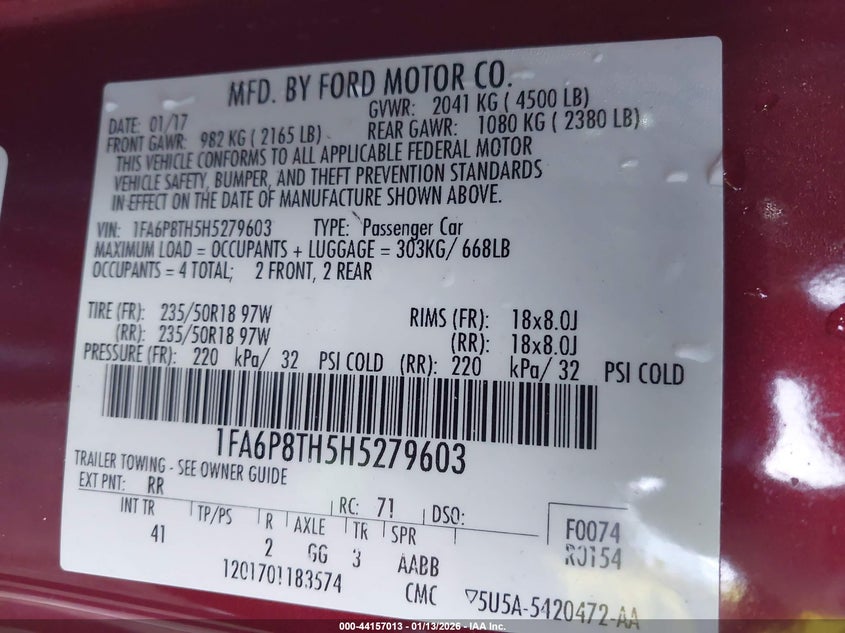 MFD. BY FORD MOTOR CO.
DATE: 01/17 GVWR: 2041 KG ( 4500 LB)
FRONT GAWR: 982 KG ( 2165 LB) REAR GAWR: 1080 KG ( 2380 LB)
THIS VEHICLE CONFORMS TO ALL APPLICABLE FEDERAL MOTOR
VEHICLE SAFETY, BUMPER, AND THEFT PREVENTION STANDARDS
IN EFFECT ON THE DATE OF MANUFACTURE SHOWN ABOVE.
VIN: 1FA6P8TH5H5279603 TYPE: Passenger Car
MAXIMUM LOAD = OCCUPANTS + LUGGAGE = 303KG/ 668LB
OCCUPANTS = 4 TOTAL; 2 FRONT, 2 REAR
TIRE (FR): 235/50R18 97W RIMS (FR): 18x8.0J
(RR): 235/50R18 97W (RR): 18x8.0J
PRESSURE (FR): 220 kPa/ 32 PSI COLD (RR): 220 kPa/ 32 PSI COLD
1FA6P8TH5H5279603
TRAILER TOWING - SEE OWNER GUIDE
EXT PNT: RR RC: 71 DSO:
INT TR TP/PS R AXLE TR SPR F0074
41 2 GG 3 AABB R0154
1201701183574 CMC 5U5A-5420472-AA
000-44157013 - 01/13/2026 - IAA Inc.